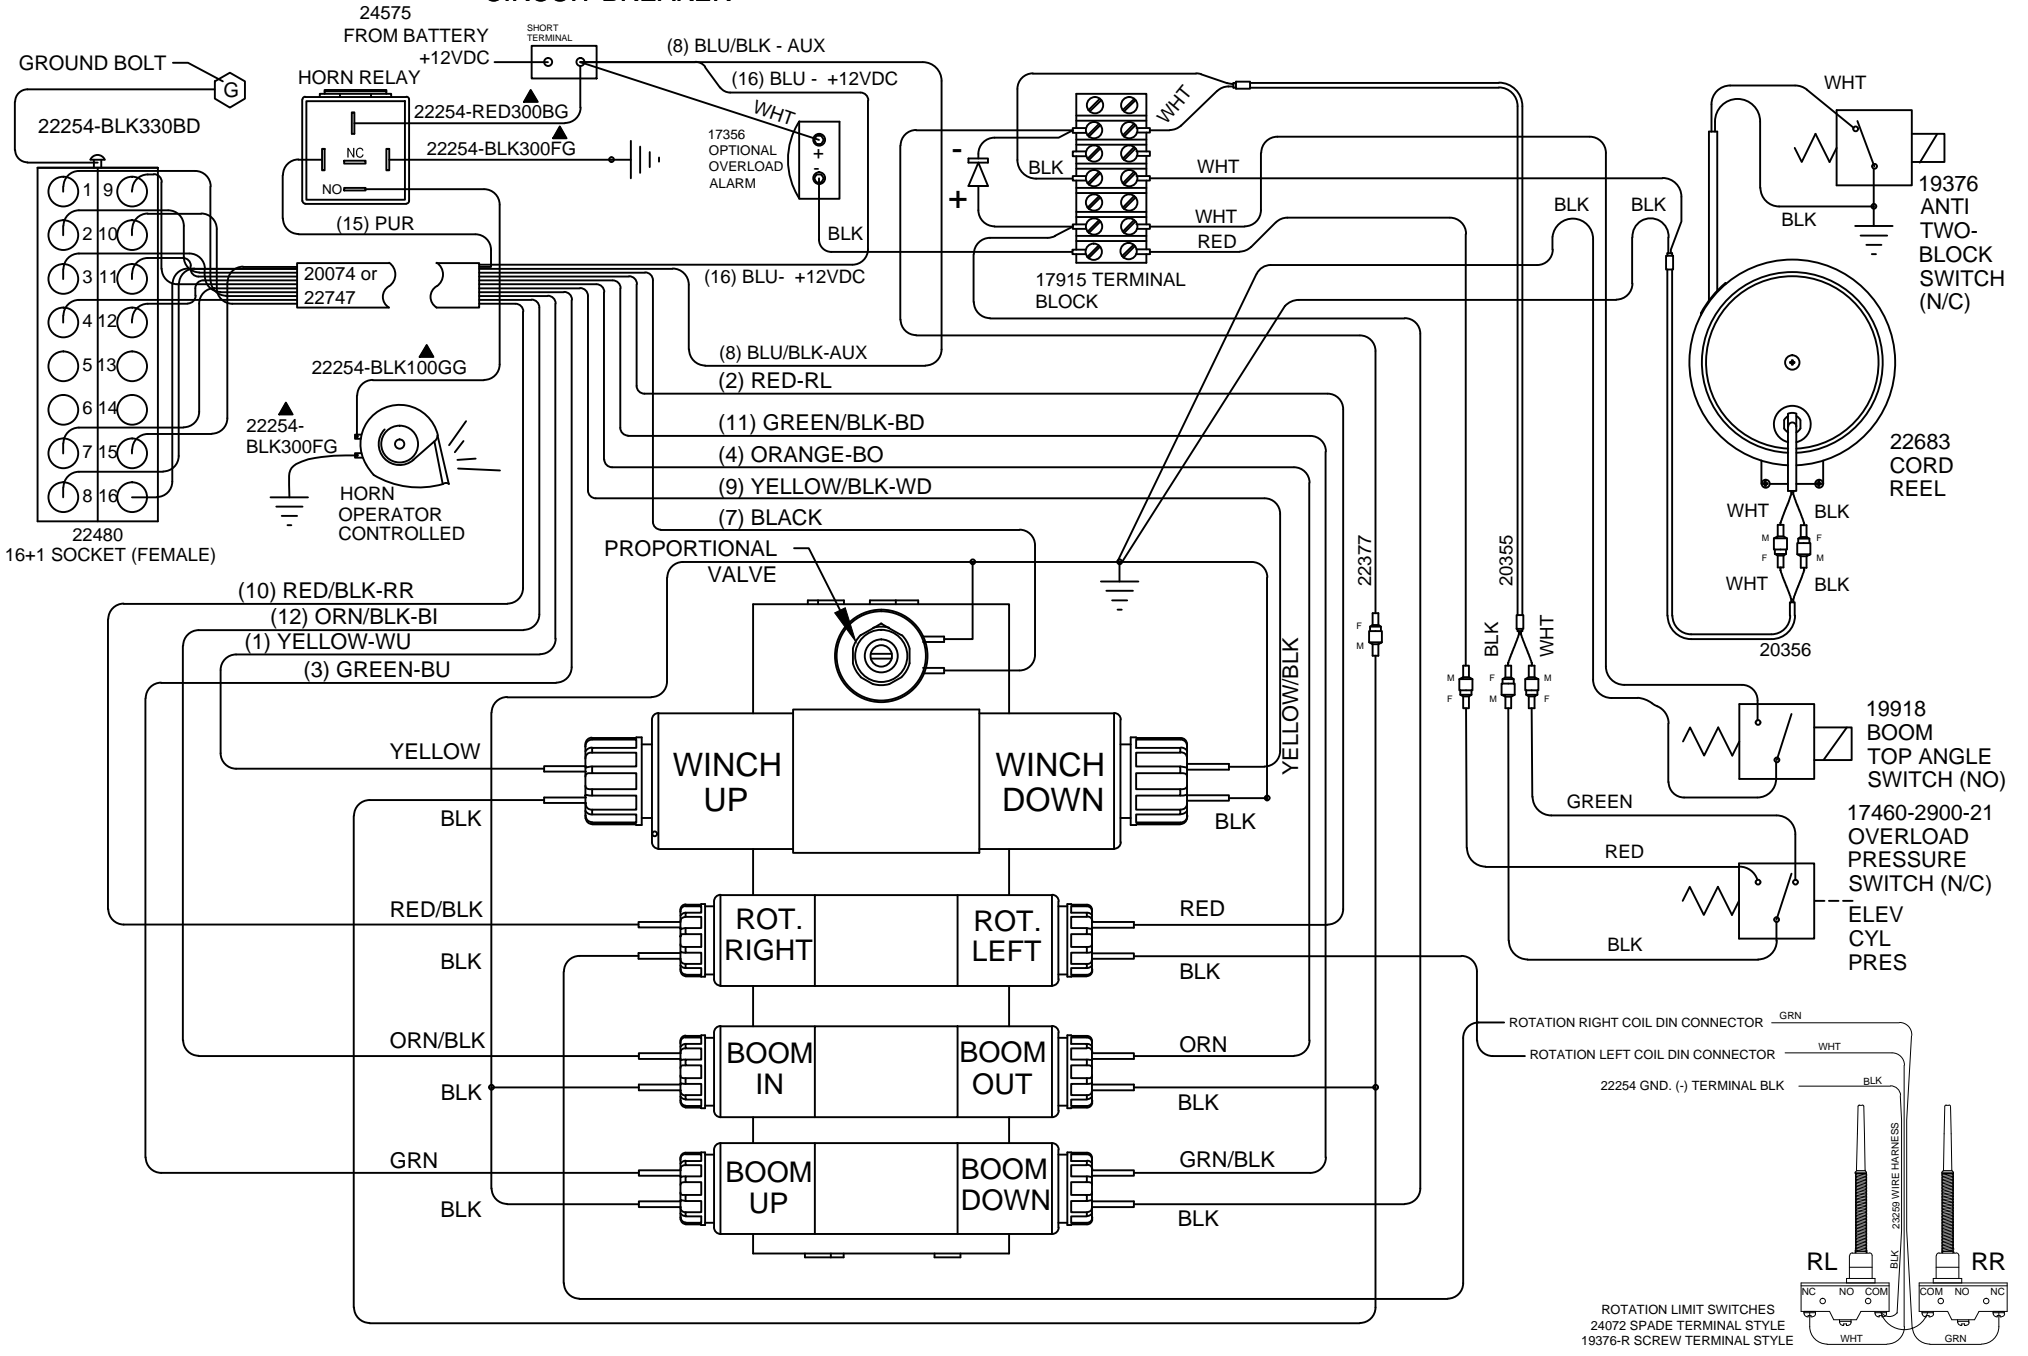 24575
FROM BATTERY
+12VDC
SHORT
TERMINAL
(8) BLU/BLK - AUX
(16) BLU - +12VDC
GROUND BOLT
G
HORN RELAY
22254-RED300BG
22254-BLK300FG
22254-BLK330BD
NC
NO
(15) PUR
WHT
17356
OPTIONAL
OVERLOAD
ALARM
+
-
BLK
(16) BLU- +12VDC
20074 or
22747
1 9
2 10
3 11
4 12
5 13
6 14
7 15
8 16
22480
16+1 SOCKET (FEMALE)
22254-BLK100GG
22254-
BLK300FG
HORN
OPERATOR
CONTROLLED
-
+
BLK
WHT
WHT
WHT
RED
17915 TERMINAL
BLOCK
BLK
BLK
WHT
BLK
19376
ANTI
TWO-
BLOCK
SWITCH
(N/C)
22683
CORD
REEL
WHT
BLK
M
F
F
M
WHT
BLK
20356
(8) BLU/BLK-AUX
(2) RED-RL
(11) GREEN/BLK-BD
(4) ORANGE-BO
(9) YELLOW/BLK-WD
(7) BLACK
PROPORTIONAL
VALVE
(10) RED/BLK-RR
(12) ORN/BLK-BI
(1) YELLOW-WU
(3) GREEN-BU
22377
F
M
20355
BLK
WHT
M
F
F
M
M
F
YELLOW/BLK
19918
BOOM
TOP ANGLE
SWITCH (NO)
GREEN
RED
BLK
17460-2900-21
OVERLOAD
PRESSURE
SWITCH (N/C)
ELEV
CYL
PRES
YELLOW
BLK
WINCH
UP
WINCH
DOWN
BLK
RED/BLK
BLK
ROT.
RIGHT
ROT.
LEFT
RED
BLK
ORN/BLK
BLK
BOOM
IN
BOOM
OUT
ORN
BLK
GRN
BLK
BOOM
UP
BOOM
DOWN
GRN/BLK
BLK
ROTATION RIGHT COIL DIN CONNECTOR
GRN
ROTATION LEFT COIL DIN CONNECTOR
WHT
22254 GND. (-) TERMINAL BLK
BLK
23259 WIRE HARNESS
BLK
RL
RR
NC NO COM
COM NO NC
WHT
GRN
ROTATION LIMIT SWITCHES
24072 SPADE TERMINAL STYLE
19376-R SCREW TERMINAL STYLE